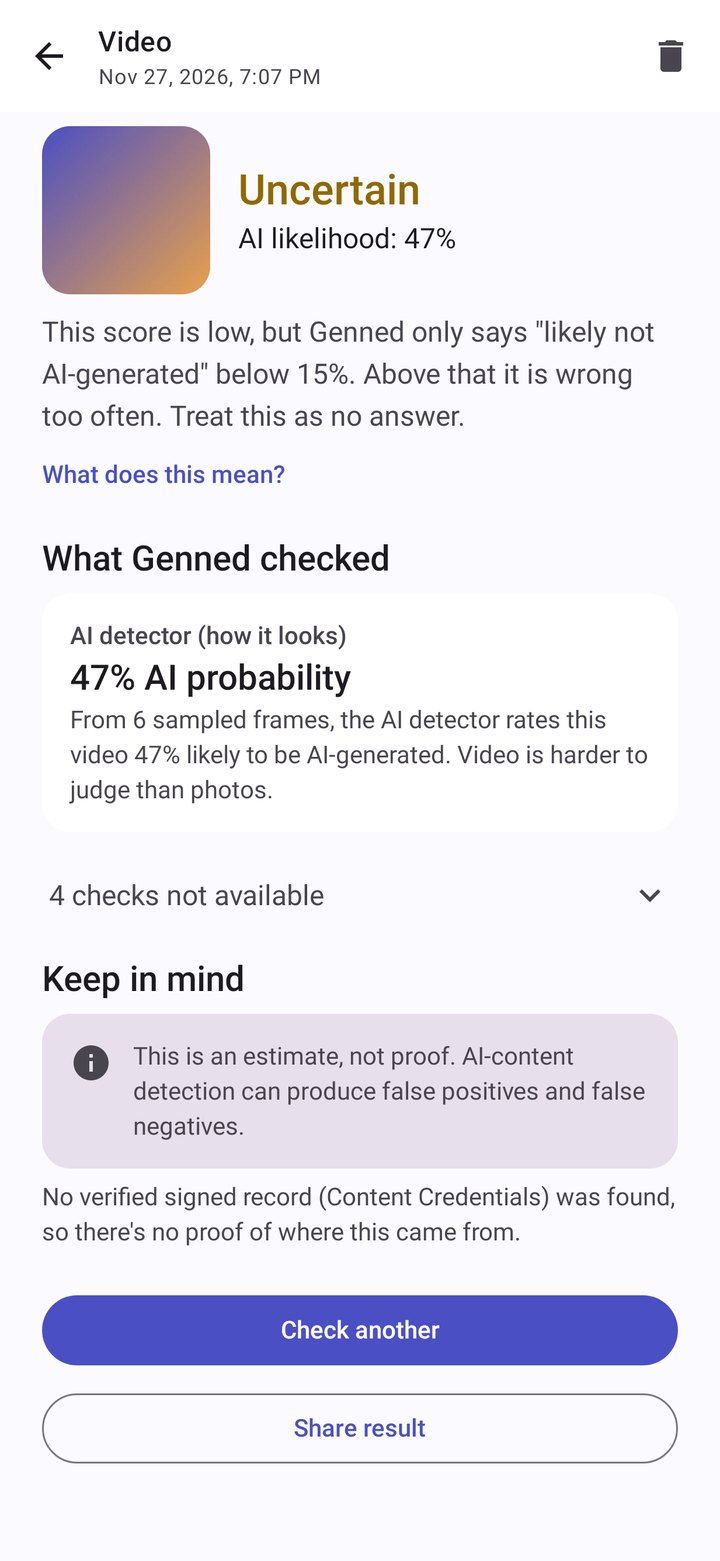 Video
Nov 27, 2026, 7:07 PM
Uncertain
AI likelihood: 47%
This score is low, but Genned only says "likely not
AI-generated" below 15%. Above that it is wrong
too often. Treat this as no answer.
What does this mean?
What Genned checked
AI detector (how it looks)
47% AI probability
From 6 sampled frames, the AI detector rates this
video 47% likely to be AI-generated. Video is harder to
judge than photos.
4 checks not available
Keep in mind
This is an estimate, not proof. AI-content
detection can produce false positives and false
negatives.
No verified signed record (Content Credentials) was found,
so there's no proof of where this came from.
Check another
Share result